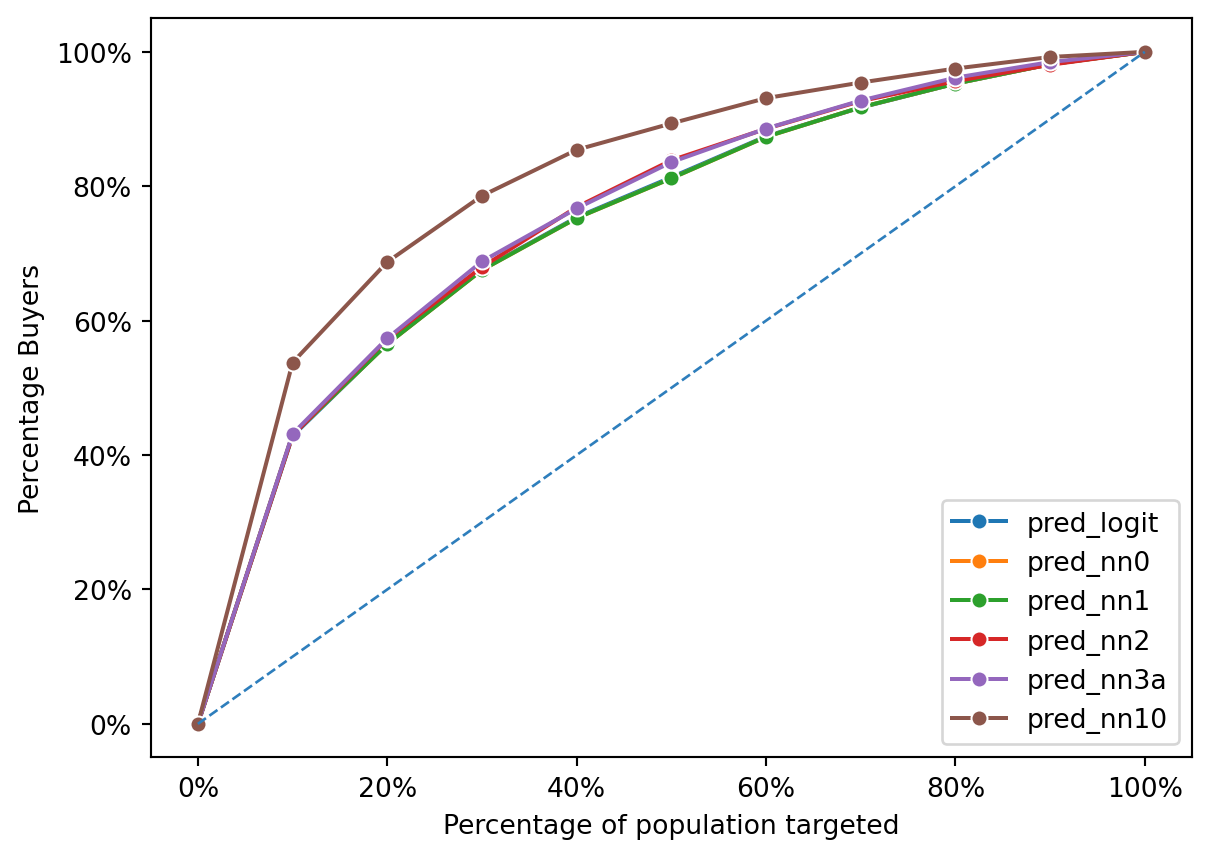 100%
80%
60%
40%
20%
0%
Percentage Buyers
0%
20%
40%
60%
80%
100%
Percentage of population targeted
pred_logit
pred_nn0
pred_nn1
pred_nn2
pred_nn3a
pred_nn10